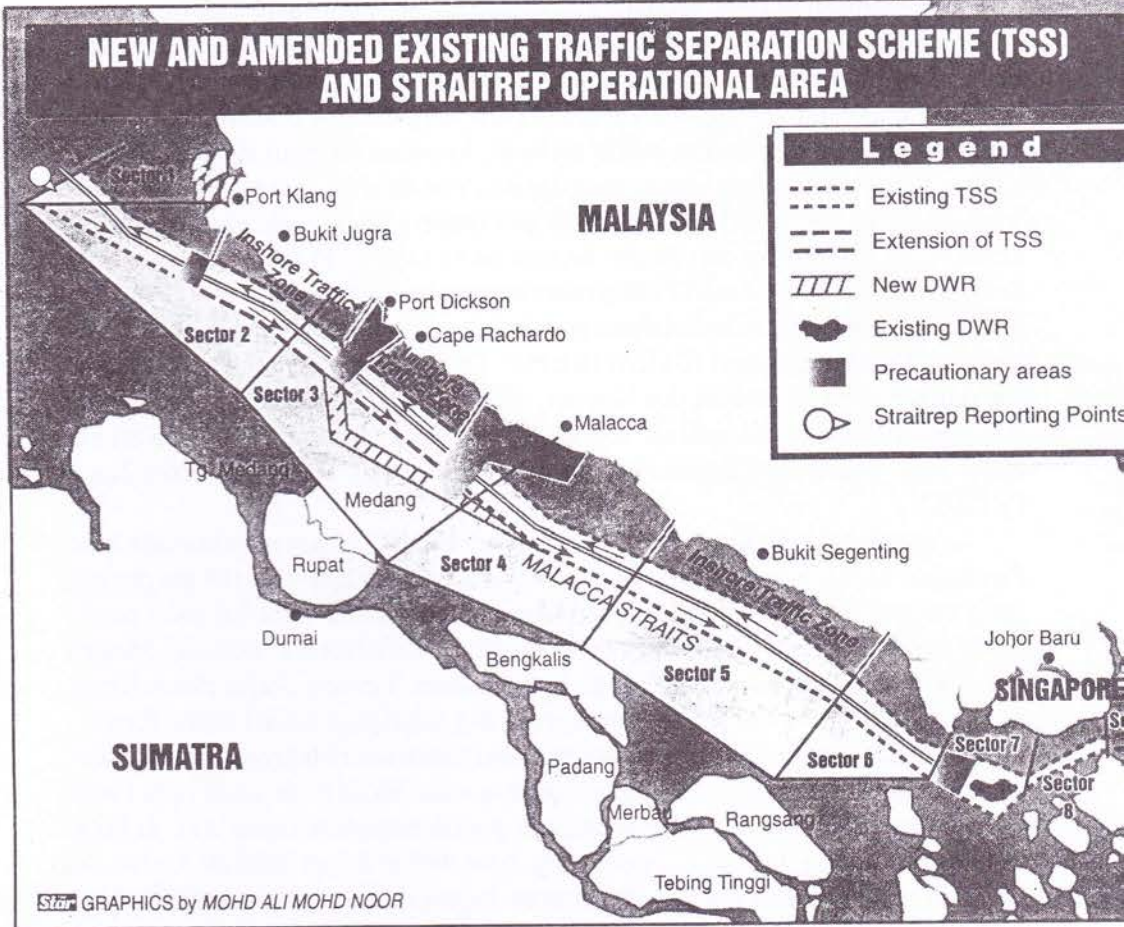 NEW AND AMENDED EXISTING TRAFFIC SEPARATION SCHEME (TSS)
AND STRAITREP OPERATIONAL AREA
Legend
Existing TSS
Extension of TSS
New DWR
Existing DWR
Precautionary areas
Straitrep Reporting Points
Sector 1
Port Klang
MALAYSIA
Bukit Jugra
Inshore Traffic
Zone
Port Dickson
Cape Rachardo
Sector 2
Inshore
Traffic Zone
Sector 3
Malacca
Tg. Medang
Medang
Rupat
Sector 4
MALACCA STRAITS
Bukit Segenting
Inshore Traffic Zone
Dumai
Bengkalis
Johor Baru
Sector 5
SINGAPORE
SUMATRA
Padang
Sector 6
Sector 7
Sector
8
Merbau
Rangsang
Tebing Tinggi
Star GRAPHICS by MOHD ALI MOHD NOOR